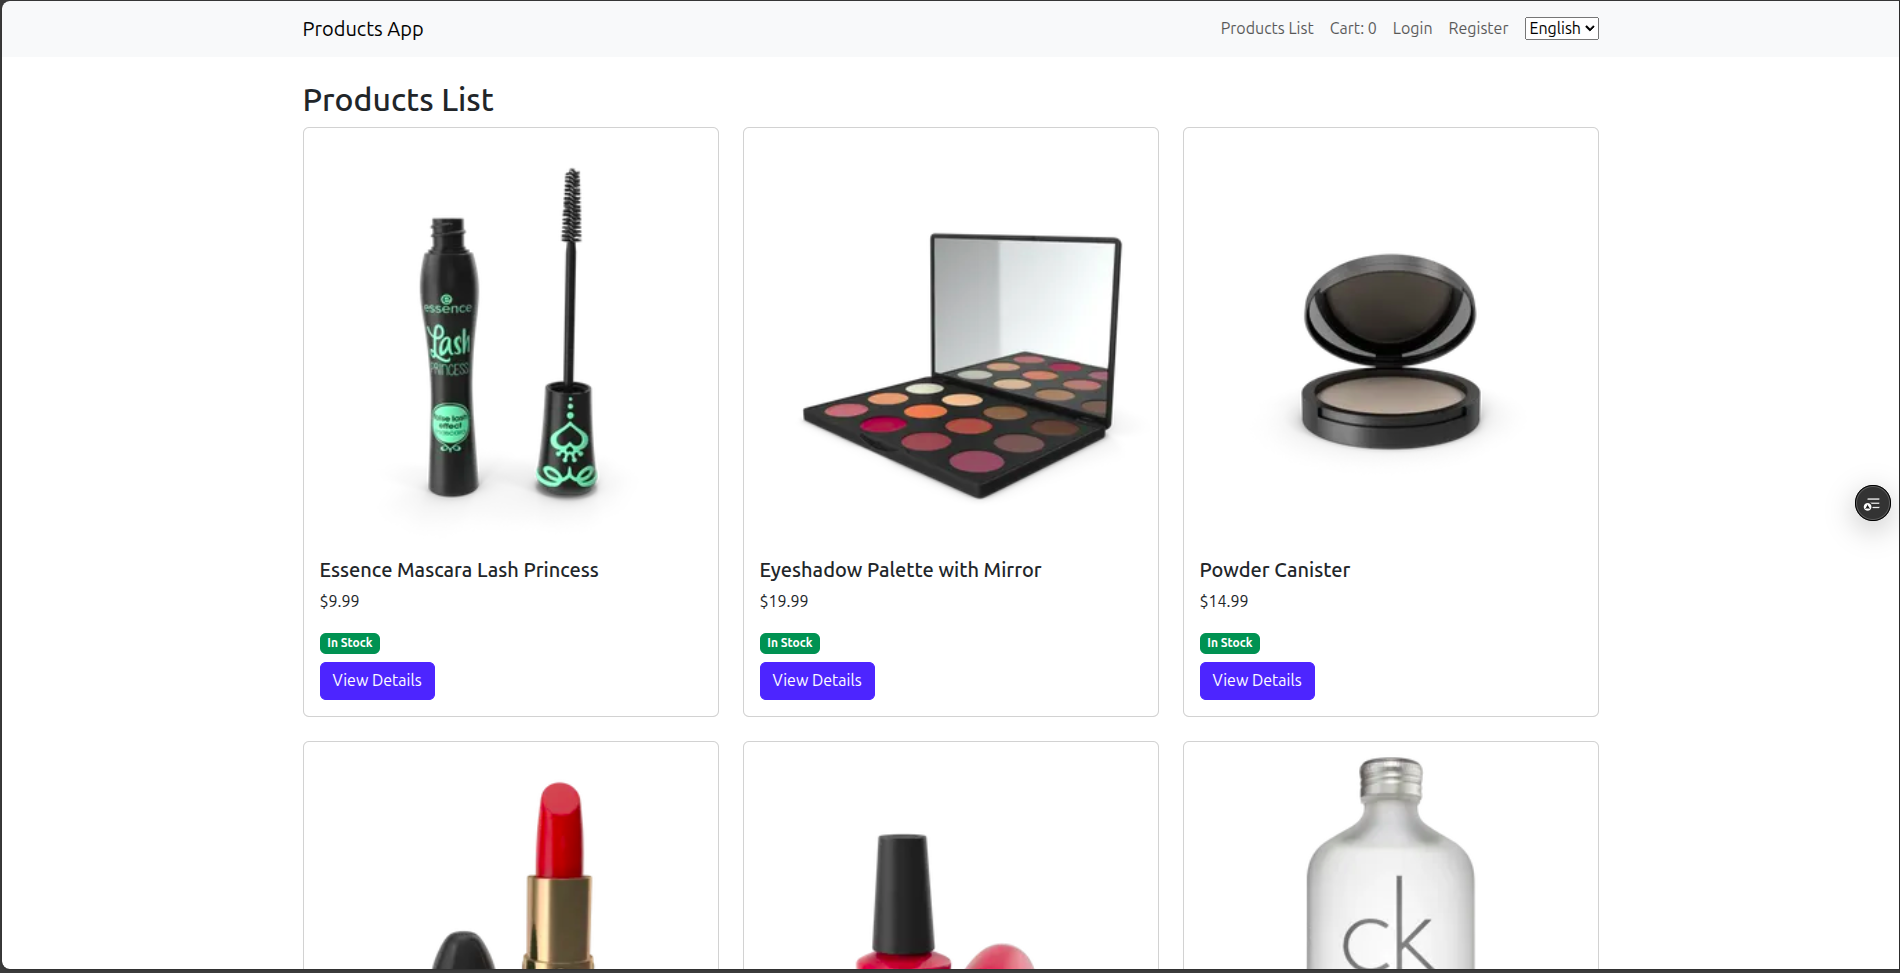 Products App
Products List Cart: 0 Login Register English
Products List
essence
Lash
PRINCESS
lash
effect
Essence Mascara Lash Princess
$9.99
In Stock
View Details
Eyeshadow Palette with Mirror
$19.99
In Stock
View Details
Powder Canister
$14.99
In Stock
View Details
ck